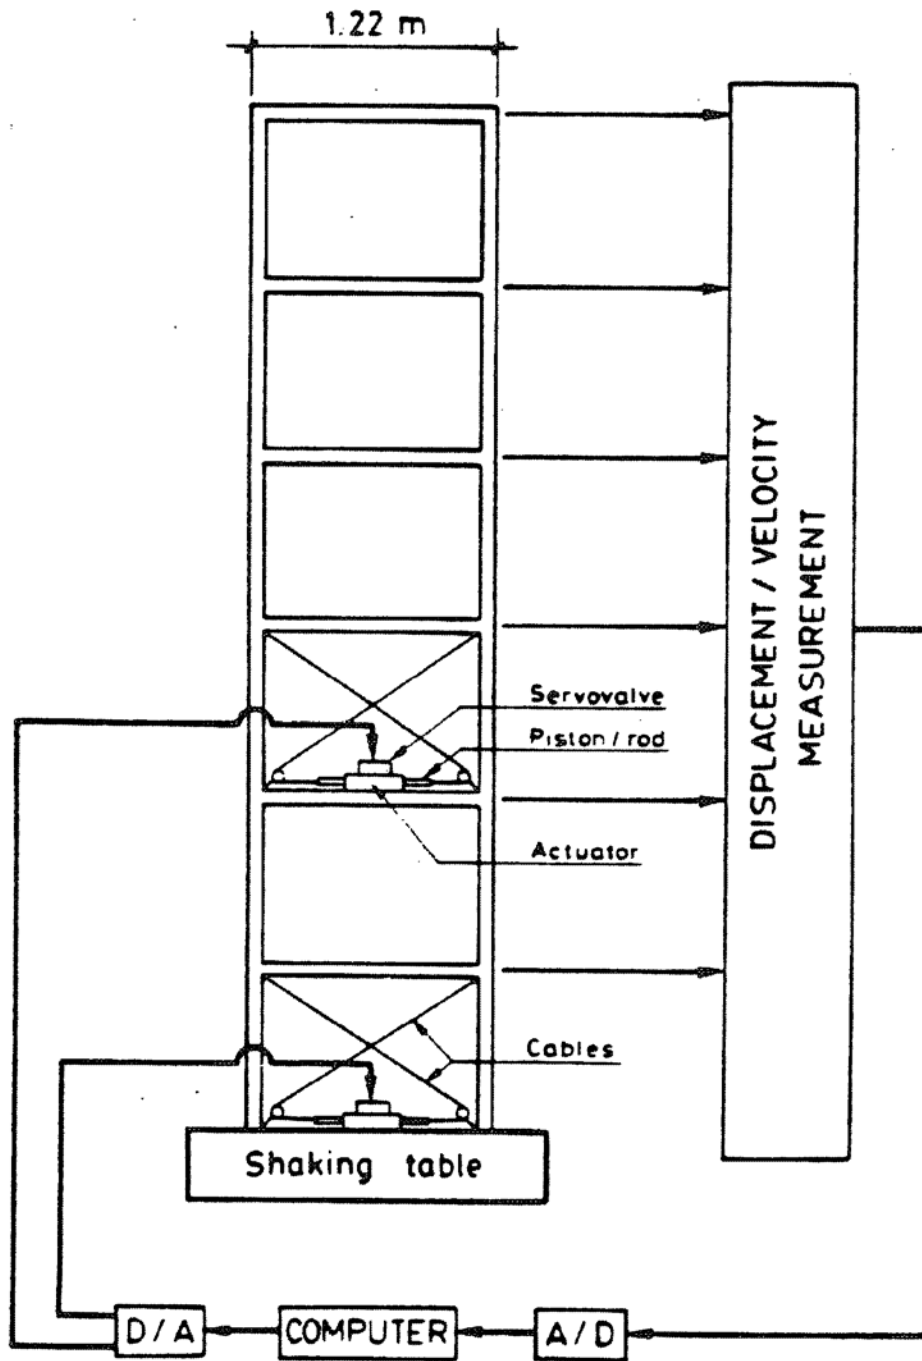 1.22 m
DISPLACEMENT / VELOCITY
MEASUREMENT
Servovalve
Piston / rod
Actuator
Cables
Shaking table
D/A
COMPUTER
A/D